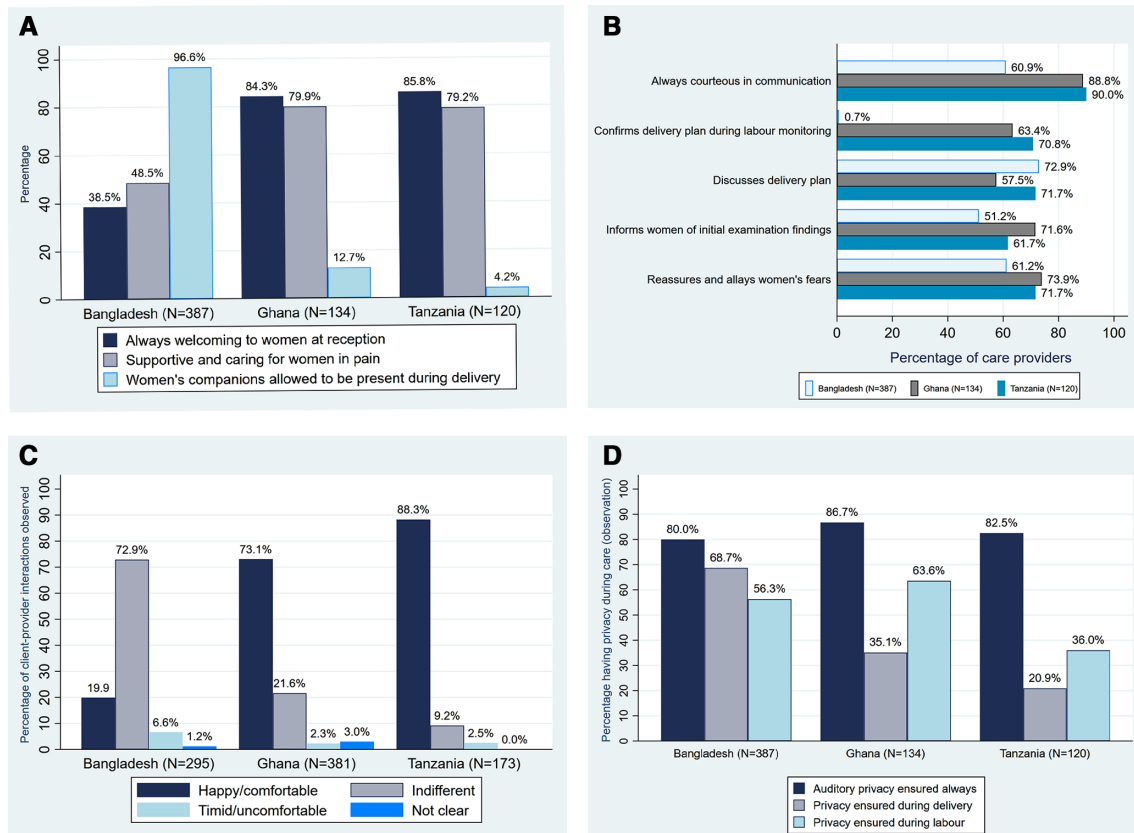 A
Percentage
100
80
60
40
20
0
38.5%
48.5%
96.6%
84.3%
79.9%
12.7%
85.8%
79.2%
4.2%
Bangladesh (N=387)
Ghana (N=134)
Tanzania (N=120)
Always welcoming to women at reception
Supportive and caring for women in pain
Women's companions allowed to be present during delivery
B
Always courteous in communication
60.9%
88.8%
90.0%
Confirms delivery plan during labour monitoring
0.7%
63.4%
70.8%
Discusses delivery plan
72.9%
57.5%
71.7%
Informs women of initial examination findings
51.2%
71.6%
61.7%
Reassures and allays women's fears
61.2%
73.9%
71.7%
0 20 40 60 80 100
Percentage of care providers
Bangladesh (N=387) Ghana (N=134) Tanzania (N=120)
C
Percentage of client-provider interactions observed
100
90
80
70
60
50
40
30
20
10
0
19.9
72.9%
6.6%
1.2%
73.1%
21.6%
2.3%
3.0%
88.3%
9.2%
2.5%
0.0%
Bangladesh (N=295)
Ghana (N=381)
Tanzania (N=173)
Happy/comfortable Indifferent
Timid/uncomfortable Not clear
D
Percentage having privacy during care (observation)
100
90
80
70
60
50
40
30
20
10
0
80.0%
68.7%
56.3%
86.7%
35.1%
63.6%
82.5%
20.9%
36.0%
Bangladesh (N=387)
Ghana (N=134)
Tanzania (N=120)
Auditory privacy ensured always
Privacy ensured during delivery
Privacy ensured during labour